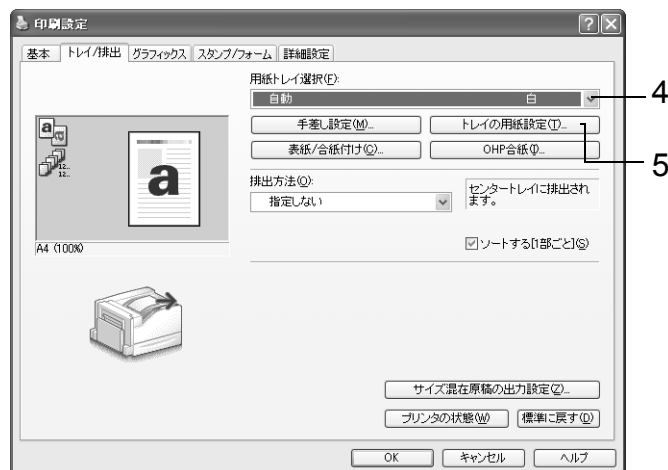 印刷設定
基本 トレイ/排出 グラフィックス スタンプ/フォーム 詳細設定
用紙トレイ選択(F):
自動 白
4
手差し設定(M)... トレイの用紙設定(T)...
表紙/合紙付け(C)... OHP合紙(I)...
5
排出方法(O):
指定しない
センタートレイに排出され
ます。
ソートする[1部ごと](S)
a
12..
12..
a
A4 (100%)
サイズ混在原稿の出力設定(Z)...
プリンタの状態(W) 標準に戻す(D)
OK キャンセル ヘルプ